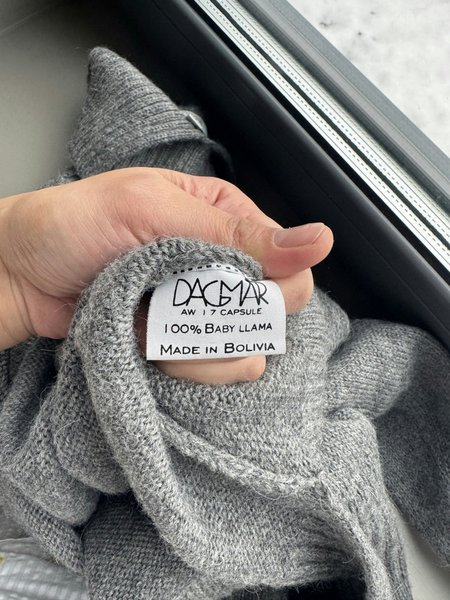 DAGMAR
AW 17 CAPSULE
100% BABY LLAMA
MADE IN BOLIVIA